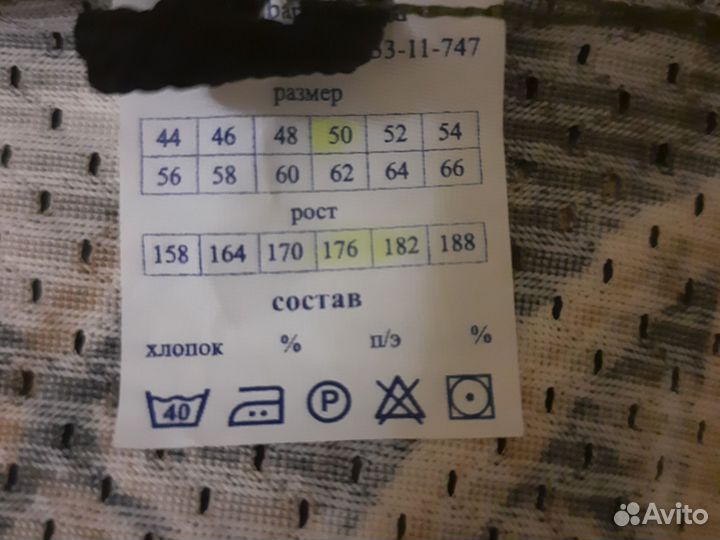 33-11-747
размер
44 46 48 50 52 54
56 58 60 62 64 66
рост
158 164 170 176 182 188
состав
хлопок % п/э %
40 P
Avito